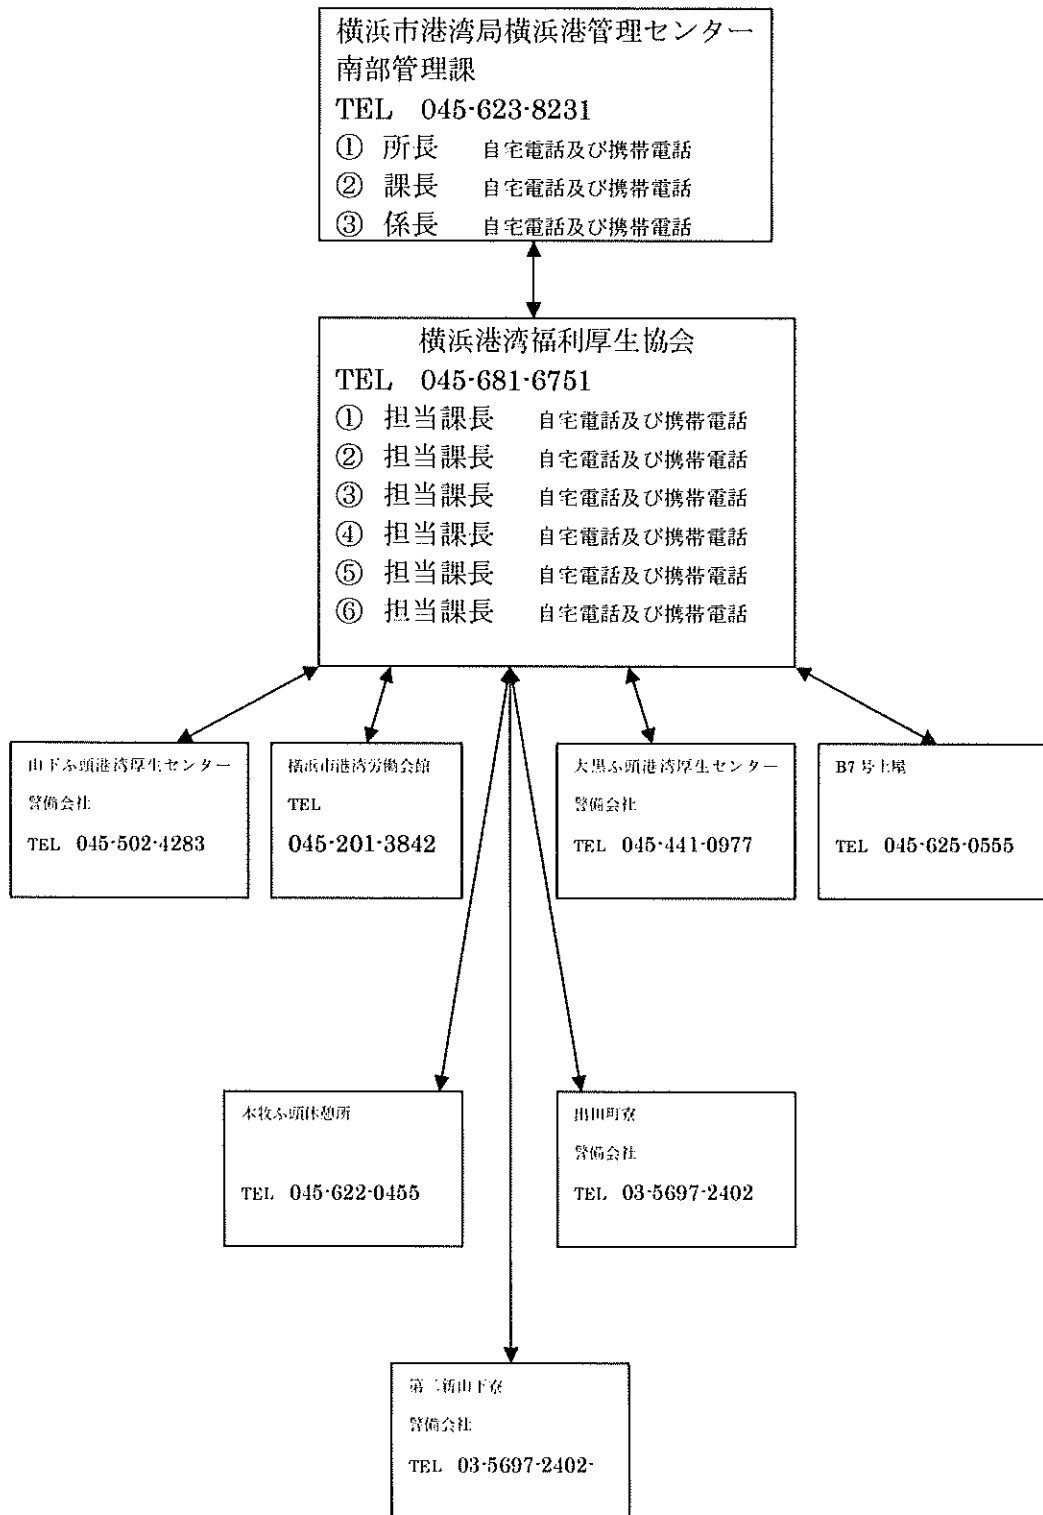 横浜市港湾局横浜港管理センター
南部管理課
TEL 045-623-8231
① 所長 自宅電話及び携帯電話
② 課長 自宅電話及び携帯電話
③ 係長 自宅電話及び携帯電話
横浜港湾福利厚生協会
TEL 045-681-6751
① 担当課長 自宅電話及び携帯電話
② 担当課長 自宅電話及び携帯電話
③ 担当課長 自宅電話及び携帯電話
④ 担当課長 自宅電話及び携帯電話
⑤ 担当課長 自宅電話及び携帯電話
⑥ 担当課長 自宅電話及び携帯電話
山下ふ頭港湾厚生センター
警備会社
TEL 045-502-4283
横浜市港湾労働会館
TEL
045-201-3842
大黒ふ頭港湾厚生センター
警備会社
TEL 045-441-0977
B7号上屋
TEL 045-625-0555
本牧ふ頭休憩所
TEL 045-622-0455
出田町寮
警備会社
TEL 03-5697-2402
第二新山下寮
警備会社
TEL 03-5697-2402-